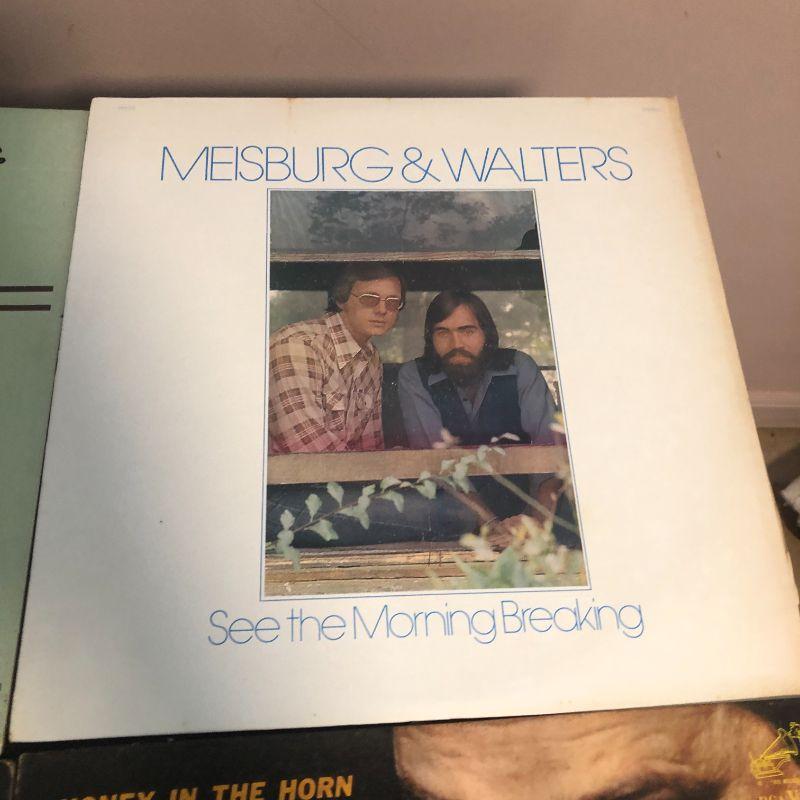 MEISBURG & WALTERS
See the Morning Breaking
HONEY IN THE HORN